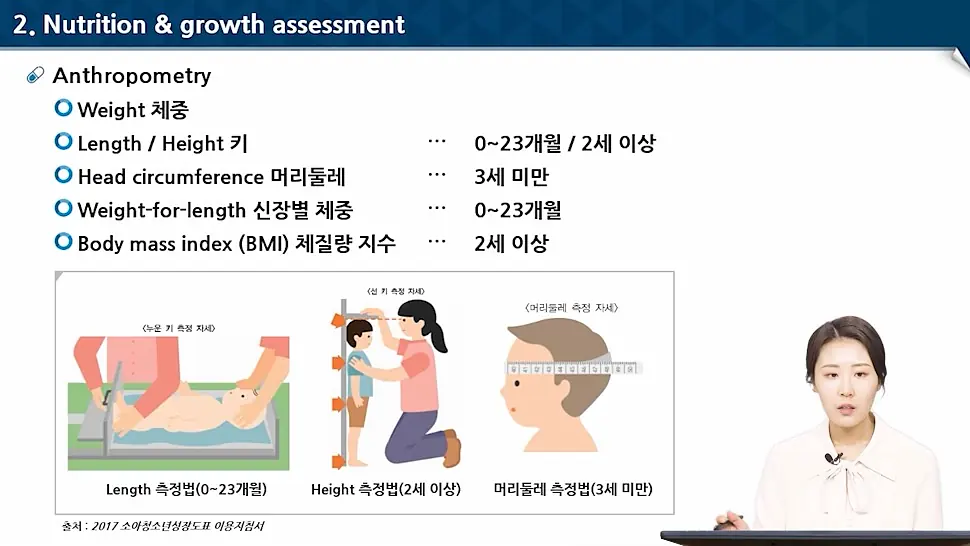 2. Nutrition & growth assessment
Anthropometry
Weight 체중
Length / Height 키 ··· 0~23개월 / 2세 이상
Head circumference 머리둘레 ··· 3세 미만
Weight-for-length 신장별 체중 ··· 0~23개월
Body mass index (BMI) 체질량 지수 ··· 2세 이상
<누운 키 측정 자세>
<선 키 측정 자세>
<머리둘레 측정 자세>
Length 측정법(0~23개월)
Height 측정법(2세 이상)
머리둘레 측정법(3세 미만)
출처 : 2017 소아청소년성장도표 이용지침서